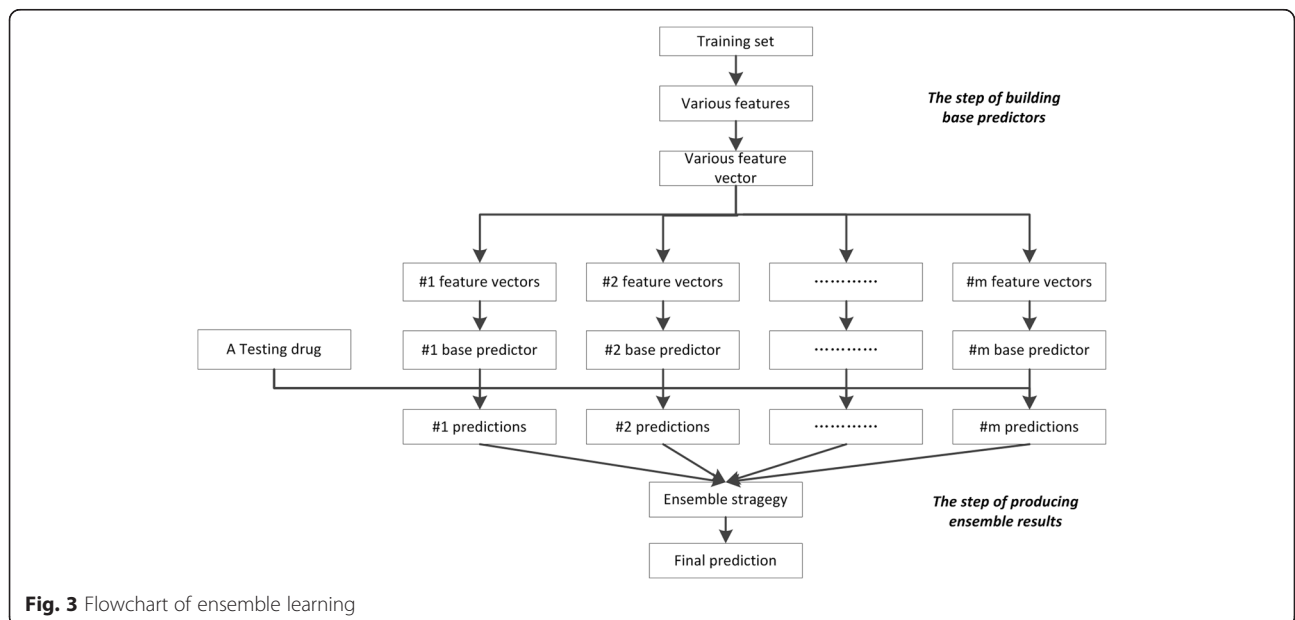 Training set
Various features
The step of building
base predictors
Various feature
vector
#1 feature vectors
#2 feature vectors
…………
#m feature vectors
A Testing drug
#1 base predictor
#2 base predictor
…………
#m base predictor
#1 predictions
#2 predictions
…………
#m predictions
Ensemble stragegy
The step of producing
ensemble results
Final prediction
Fig. 3 Flowchart of ensemble learning